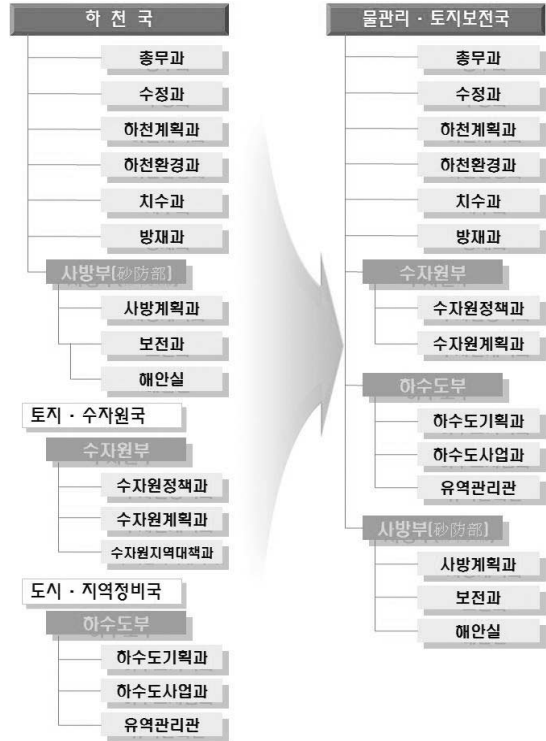 하 천 국
총무과
수정과
하천계획과
하천환경과
치수과
방재과
사방부(砂防部)
사방계획과
보전과
해안실
토지 · 수자원국
수자원부
수자원정책과
수자원계획과
수자원지역대책과
도시 · 지역정비국
하수도부
하수도기획과
하수도사업과
유역관리관
물관리 · 토지보전국
총무과
수정과
하천계획과
하천환경과
치수과
방재과
수자원부
수자원정책과
수자원계획과
하수도부
하수도기획과
하수도사업과
유역관리관
사방부(砂防部)
사방계획과
보전과
해안실